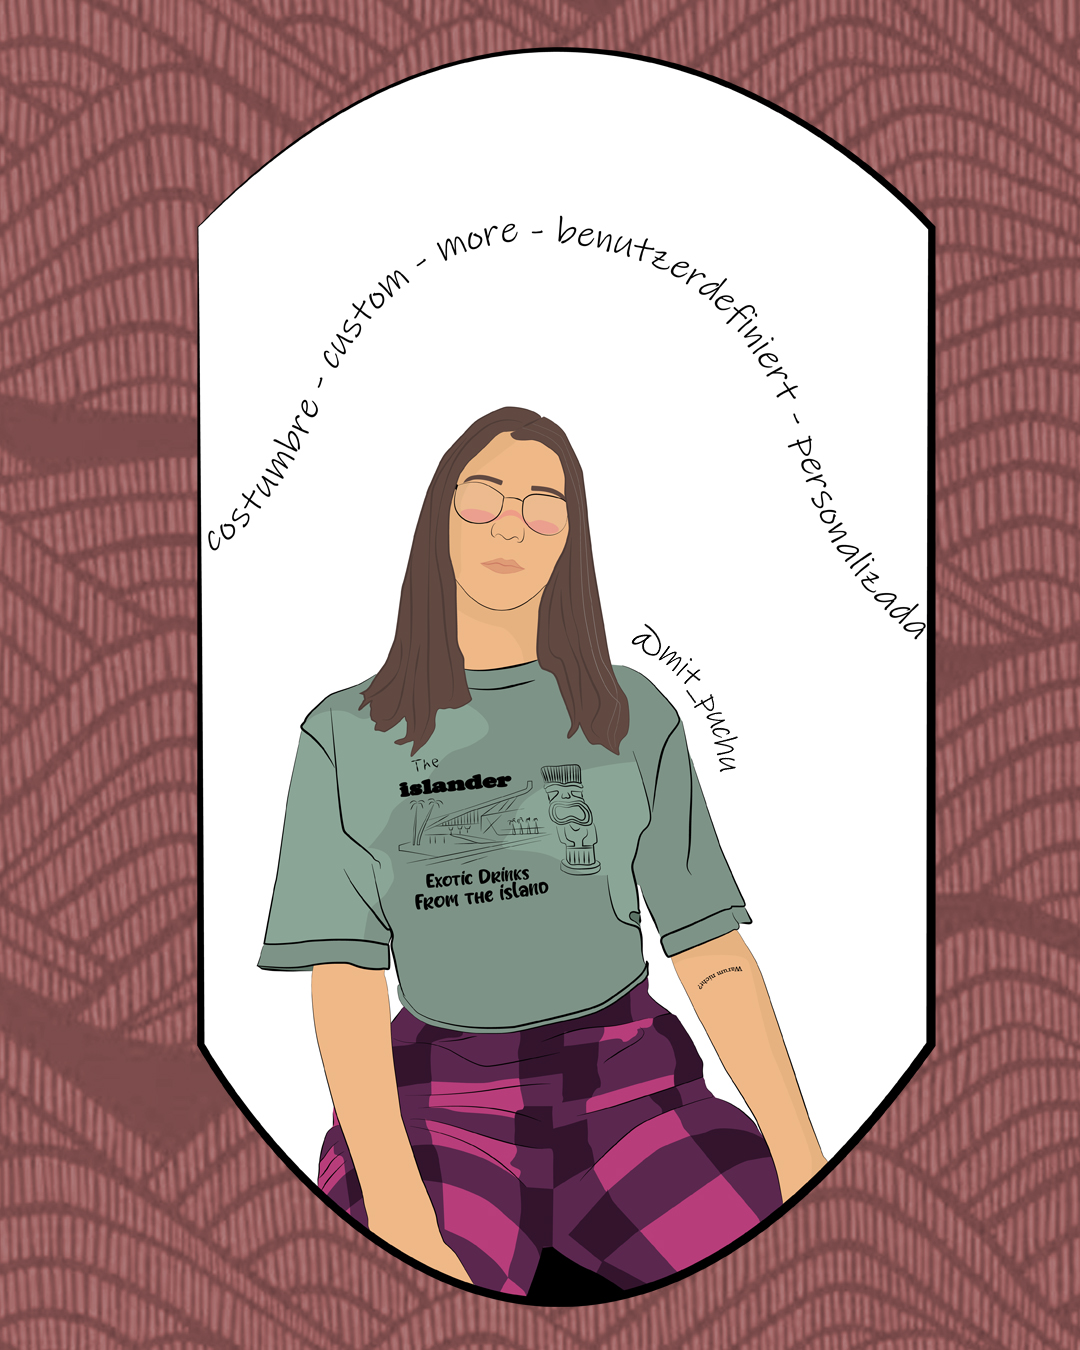 costumbre - custom - more - benutzerdefiniert - personalizada
@mit_puchu
The
islander
Exotic Drinks
From the island
Warum nicht?